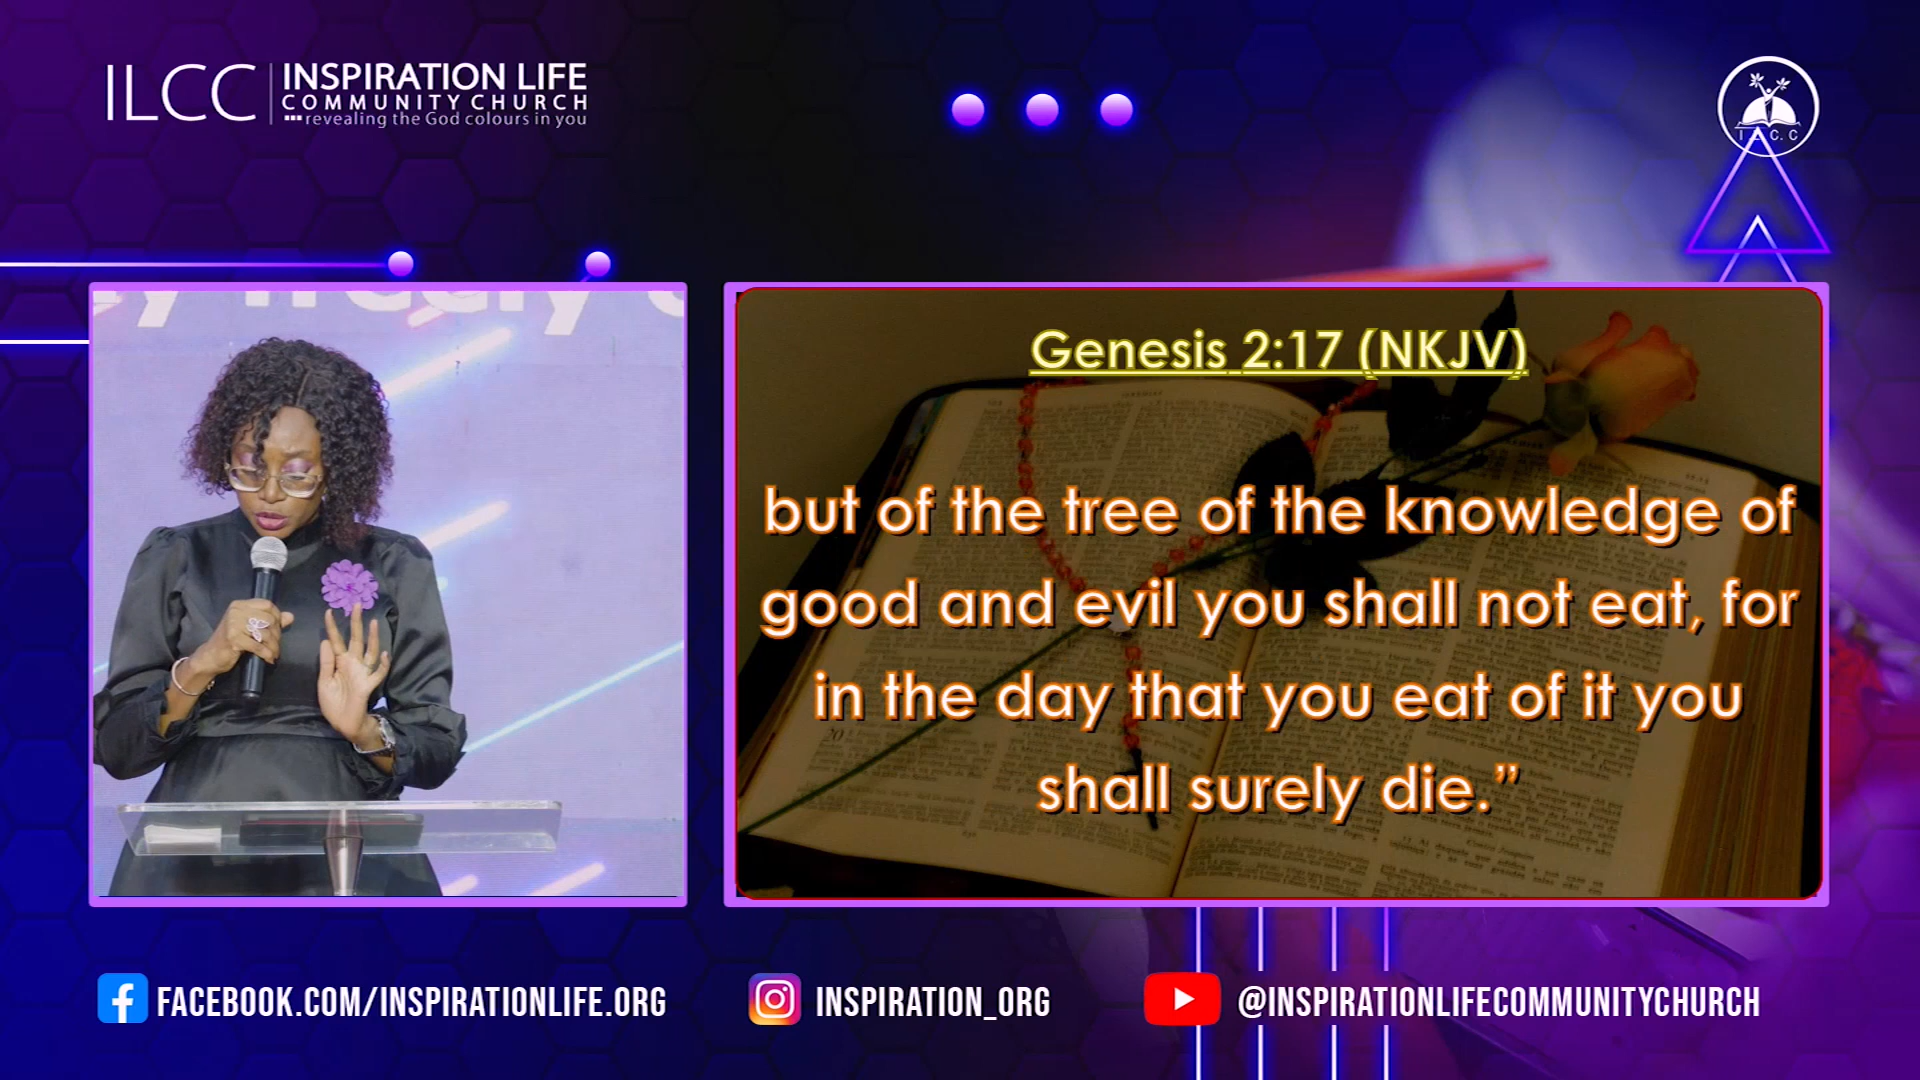 ILCC
INSPIRATION LIFE
COMMUNITY CHURCH
...revealing the God colours in you
Genesis 2:17 (NKJV)
but of the tree of the knowledge of
good and evil you shall not eat, for
in the day that you eat of it you
shall surely die.”
FACEBOOK.COM/INSPIRATIONLIFE.ORG
INSPIRATION_ORG
@INSPIRATIONLIFECOMMUNITYCHURCH